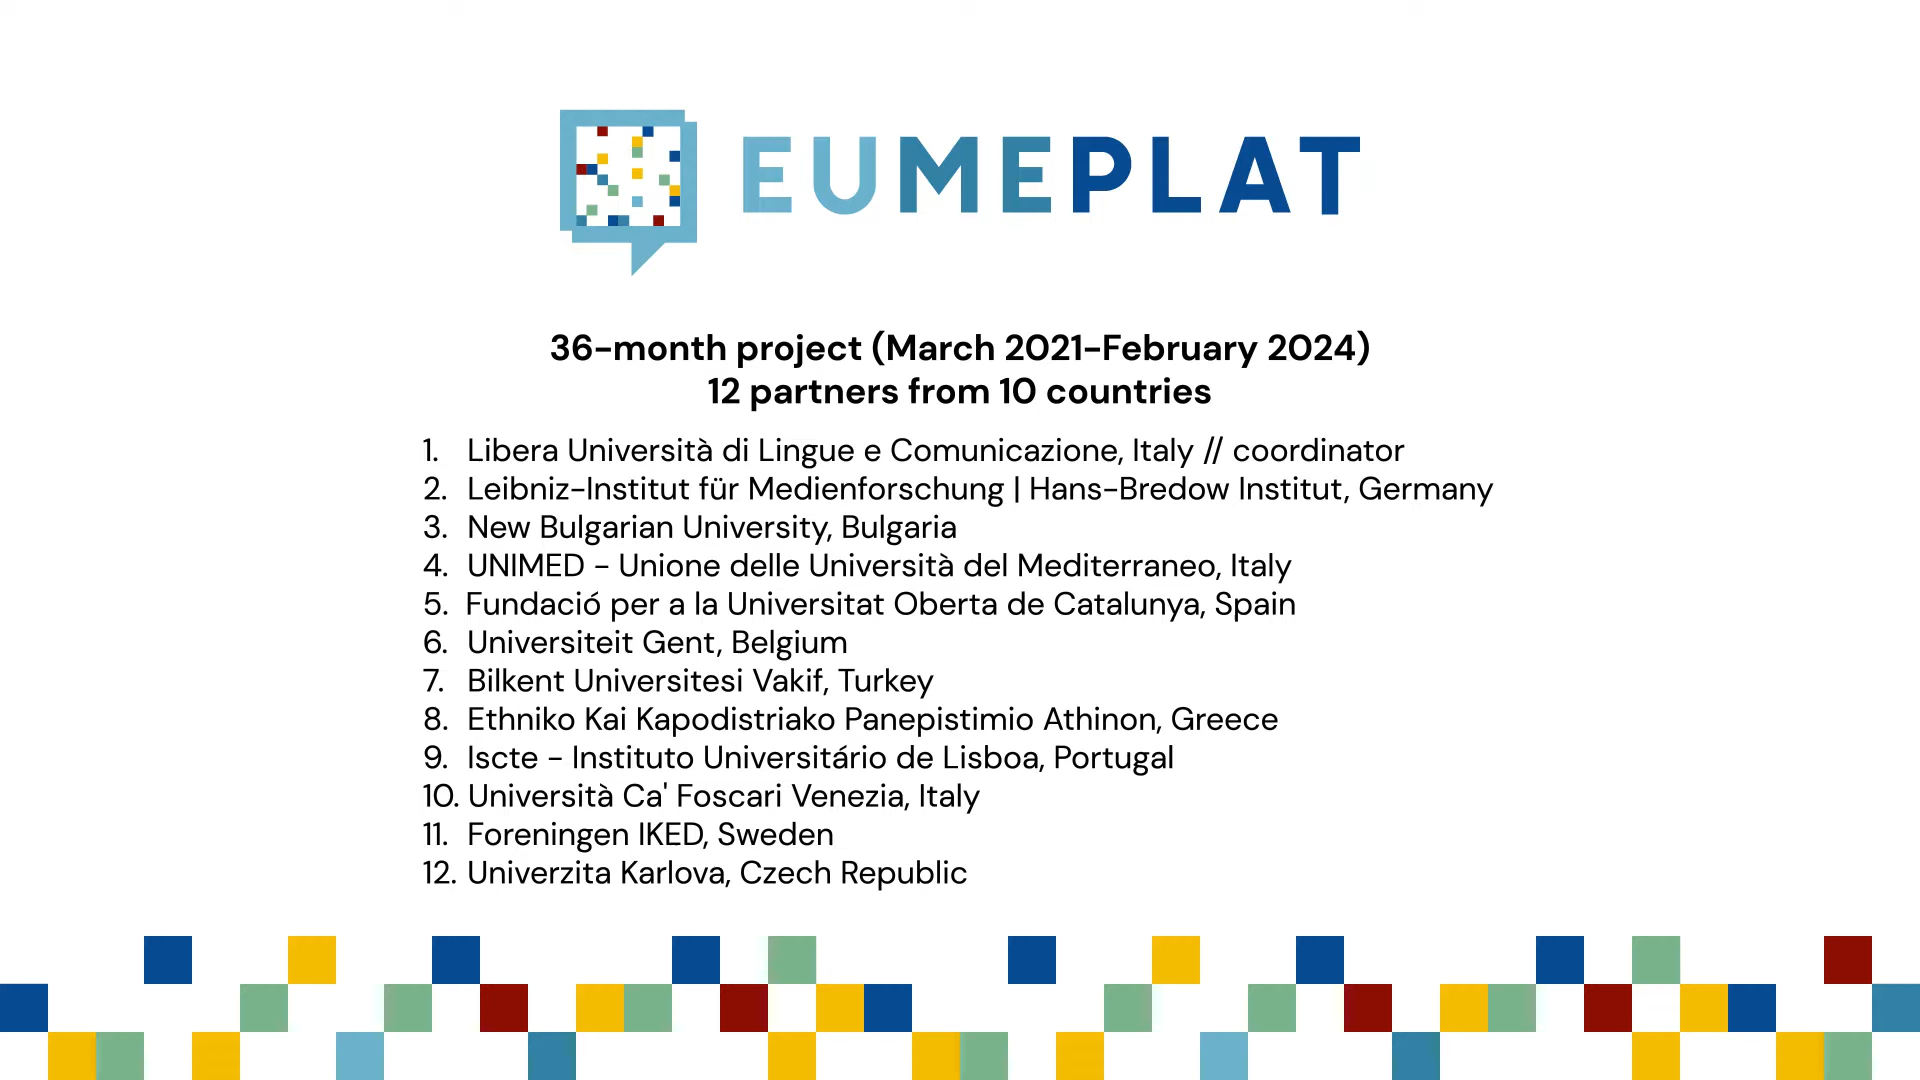 EUMEPLAT
36-month project (March 2021-February 2024)
12 partners from 10 countries
1. Libera Università di Lingue e Comunicazione, Italy // coordinator
2. Leibniz-Institut für Medienforschung | Hans-Bredow Institut, Germany
3. New Bulgarian University, Bulgaria
4. UNIMED - Unione delle Università del Mediterraneo, Italy
5. Fundació per a la Universitat Oberta de Catalunya, Spain
6. Universiteit Gent, Belgium
7. Bilkent Universitesi Vakif, Turkey
8. Ethniko Kai Kapodistriako Panepistimio Athinon, Greece
9. Iscte - Instituto Universitário de Lisboa, Portugal
10. Università Ca' Foscari Venezia, Italy
11. Foreningen IKED, Sweden
12. Univerzita Karlova, Czech Republic